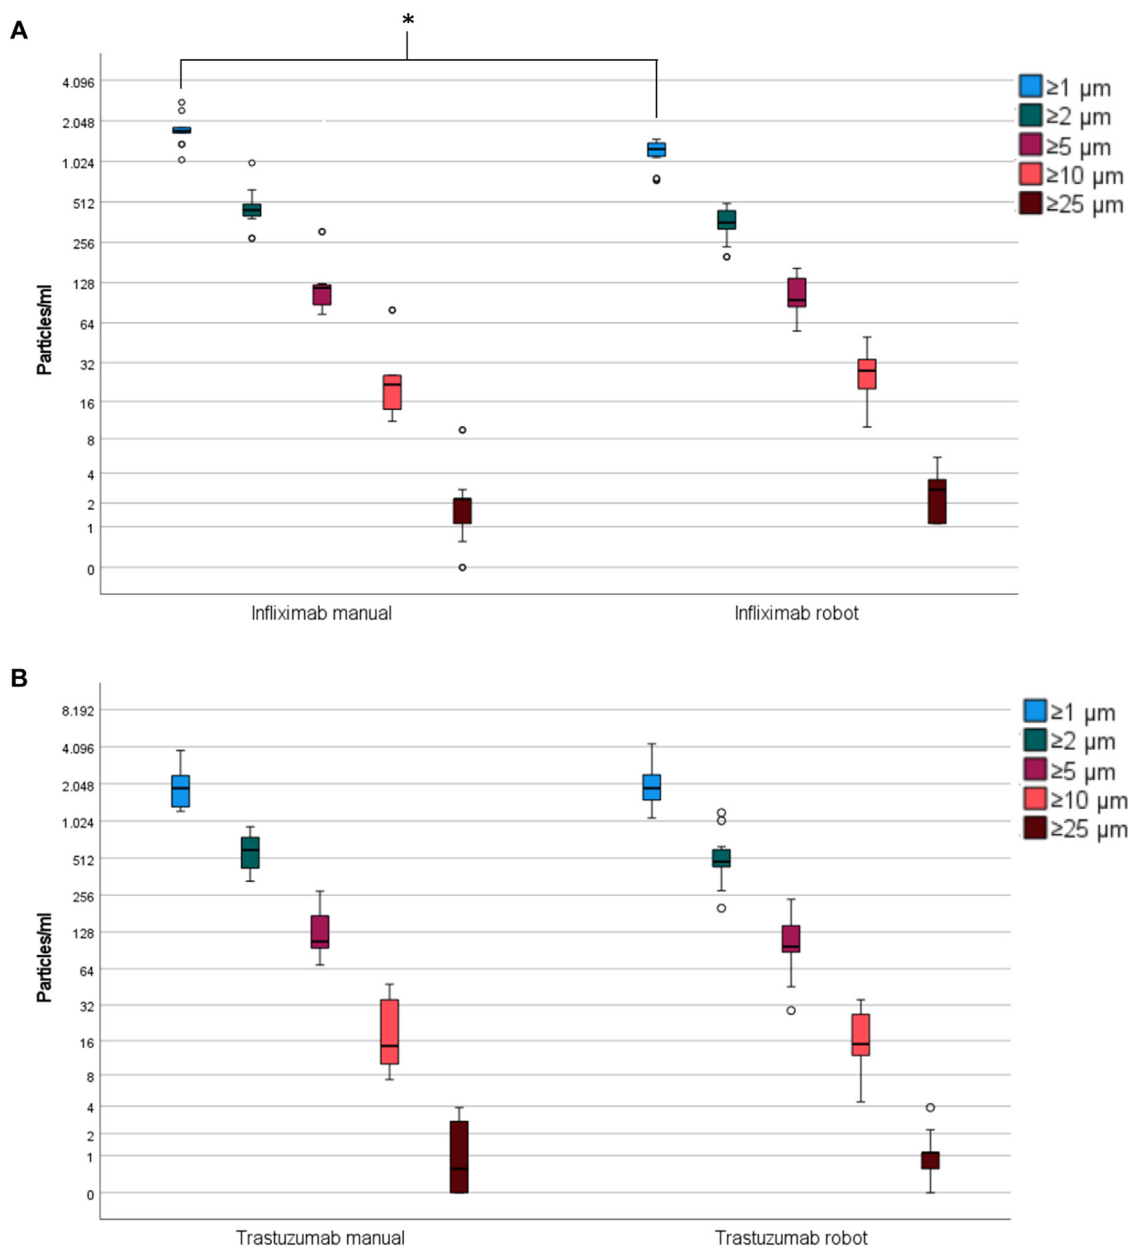 A
*
4.096
2.048
1.024
512
256
128
64
32
16
8
4
2
1
0
Particles/ml
≥1 µm
≥2 µm
≥5 µm
≥10 µm
≥25 µm
Infliximab manual
Infliximab robot
B
8.192
4.096
2.048
1.024
512
256
128
64
32
16
8
4
2
1
0
Particles/ml
≥1 µm
≥2 µm
≥5 µm
≥10 µm
≥25 µm
Trastuzumab manual
Trastuzumab robot